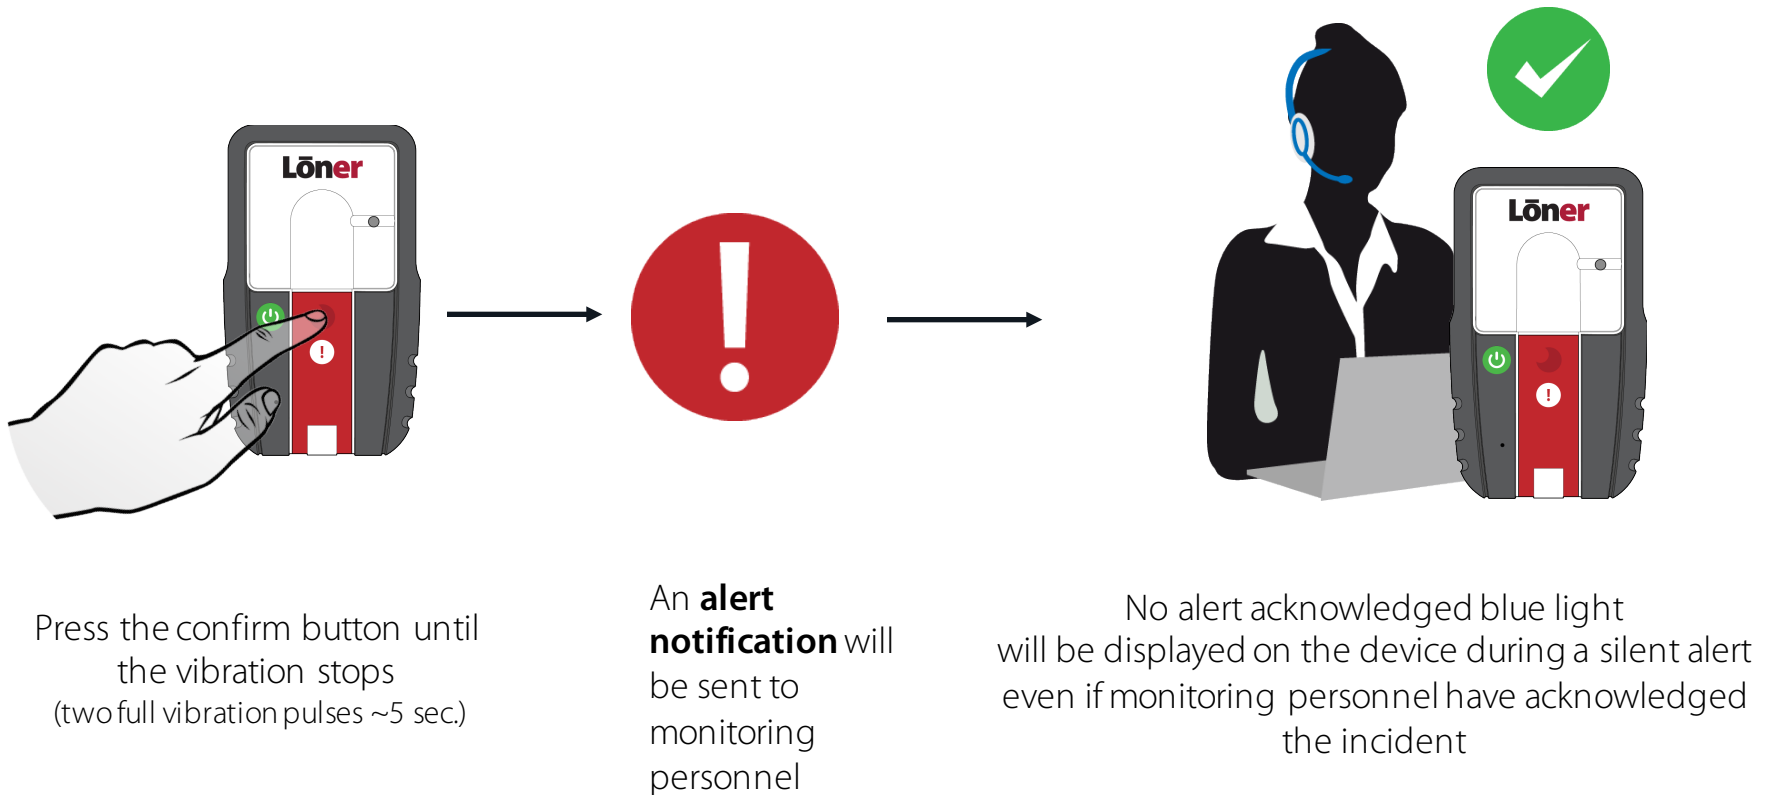 Lōner
!
Press the confirm button until
the vibration stops
(two full vibration pulses ~5 sec.)
!
An alert
notification will
be sent to
monitoring
personnel
Lōner
!
No alert acknowledged blue light
will be displayed on the device during a silent alert
even if monitoring personnel have acknowledged
the incident